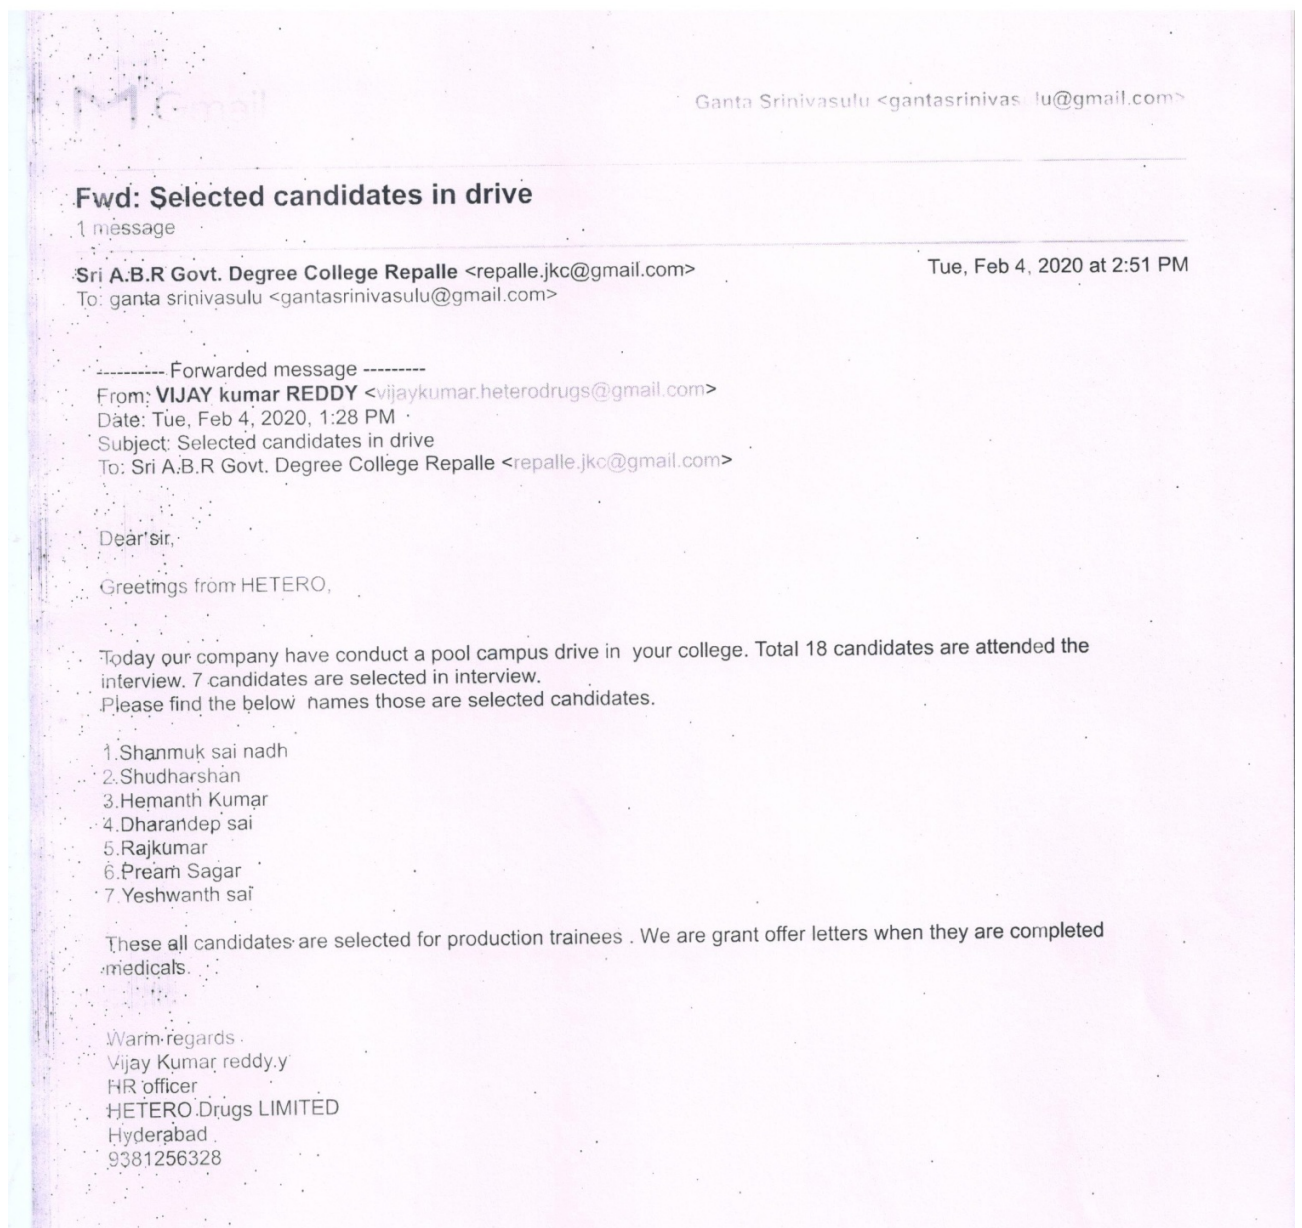 M Gmail
Ganta Srinivasulu <gantasrinivas lu@gmail.com>
Fwd: Selected candidates in drive
1 message
Sri A.B.R Govt. Degree College Repalle <repalle.jkc@gmail.com>
Tue, Feb 4, 2020 at 2:51 PM
To: ganta srinivasulu <gantasrinivasulu@gmail.com>
---------- Forwarded message ---------
From: VIJAY kumar REDDY <vijaykumar.heterodrugs@gmail.com>
Date: Tue, Feb 4, 2020, 1:28 PM
Subject: Selected candidates in drive
To: Sri A.B.R Govt. Degree College Repalle <repalle.jkc@gmail.com>
Dear sir,
Greetings from HETERO,
Today our company have conduct a pool campus drive in your college. Total 18 candidates are attended the
interview. 7 candidates are selected in interview.
Please find the below names those are selected candidates.
1.Shanmuk sai nadh
2.Shudharshan
3.Hemanth Kumar
4.Dharandep sai
5.Rajkumar
6.Pream Sagar
7.Yeshwanth sai
These all candidates are selected for production trainees . We are grant offer letters when they are completed
medicals.
Warm regards
Vijay Kumar reddy.y
HR officer
HETERO Drugs LIMITED
Hyderabad
9381256328